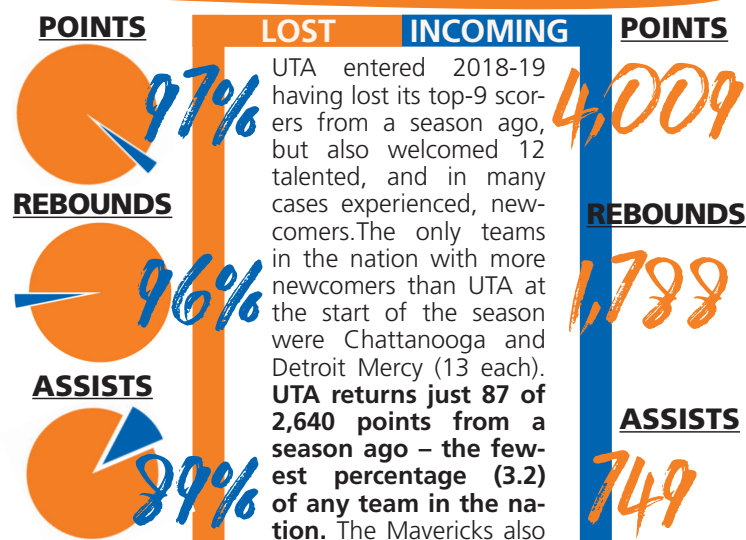 POINTS
97%
REBOUNDS
96%
ASSISTS
89%
LOST INCOMING
UTA entered 2018-19
having lost its top-9 scor-
ers from a season ago,
but also welcomed 12
talented, and in many
cases experienced, new-
comers.The only teams
in the nation with more
newcomers than UTA at
the start of the season
were Chattanooga and
Detroit Mercy (13 each).
UTA returns just 87 of
2,640 points from a
season ago – the few-
est percentage (3.2)
of any team in the na-
tion. The Mavericks also
POINTS
4,009
REBOUNDS
1,788
ASSISTS
749